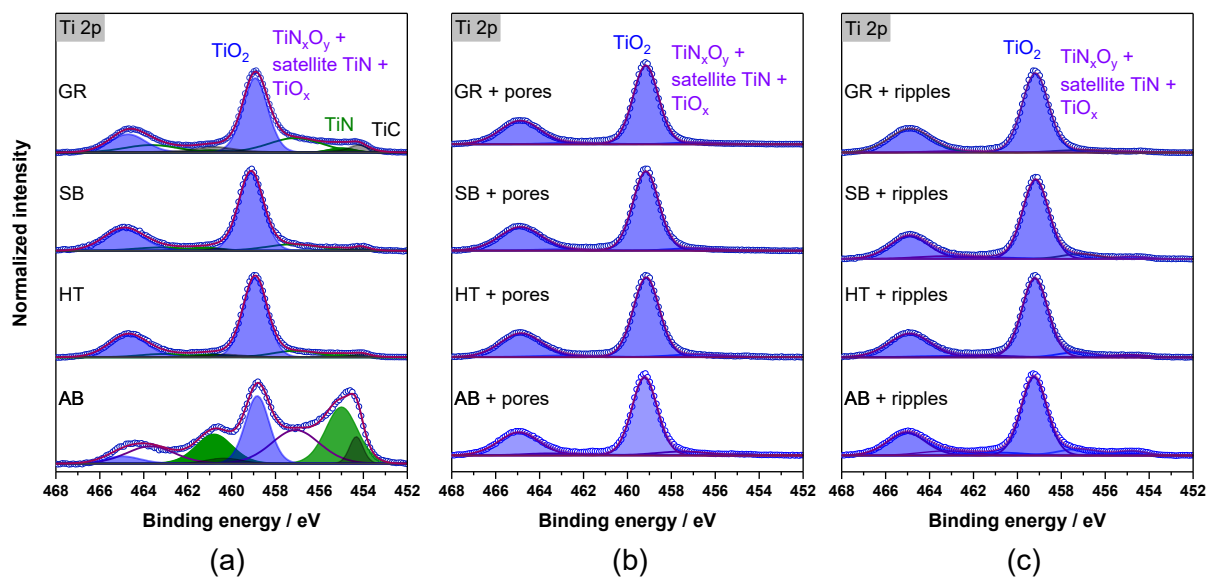 Normalized intensity
Ti 2p
TiO2
TiNxOy +
satellite TiN +
TiOx
TiN
TiC
GR
SB
HT
AB
468 466 464 462 460 458 456 454 452
Binding energy / eV
(a)
Ti 2p
TiO2
TiNxOy +
satellite TiN +
TiOx
GR + pores
SB + pores
HT + pores
AB + pores
468 466 464 462 460 458 456 454 452
Binding energy / eV
(b)
Ti 2p
TiO2
TiNxOy +
satellite TiN +
TiOx
GR + ripples
SB + ripples
HT + ripples
AB + ripples
468 466 464 462 460 458 456 454 452
Binding energy / eV
(c)